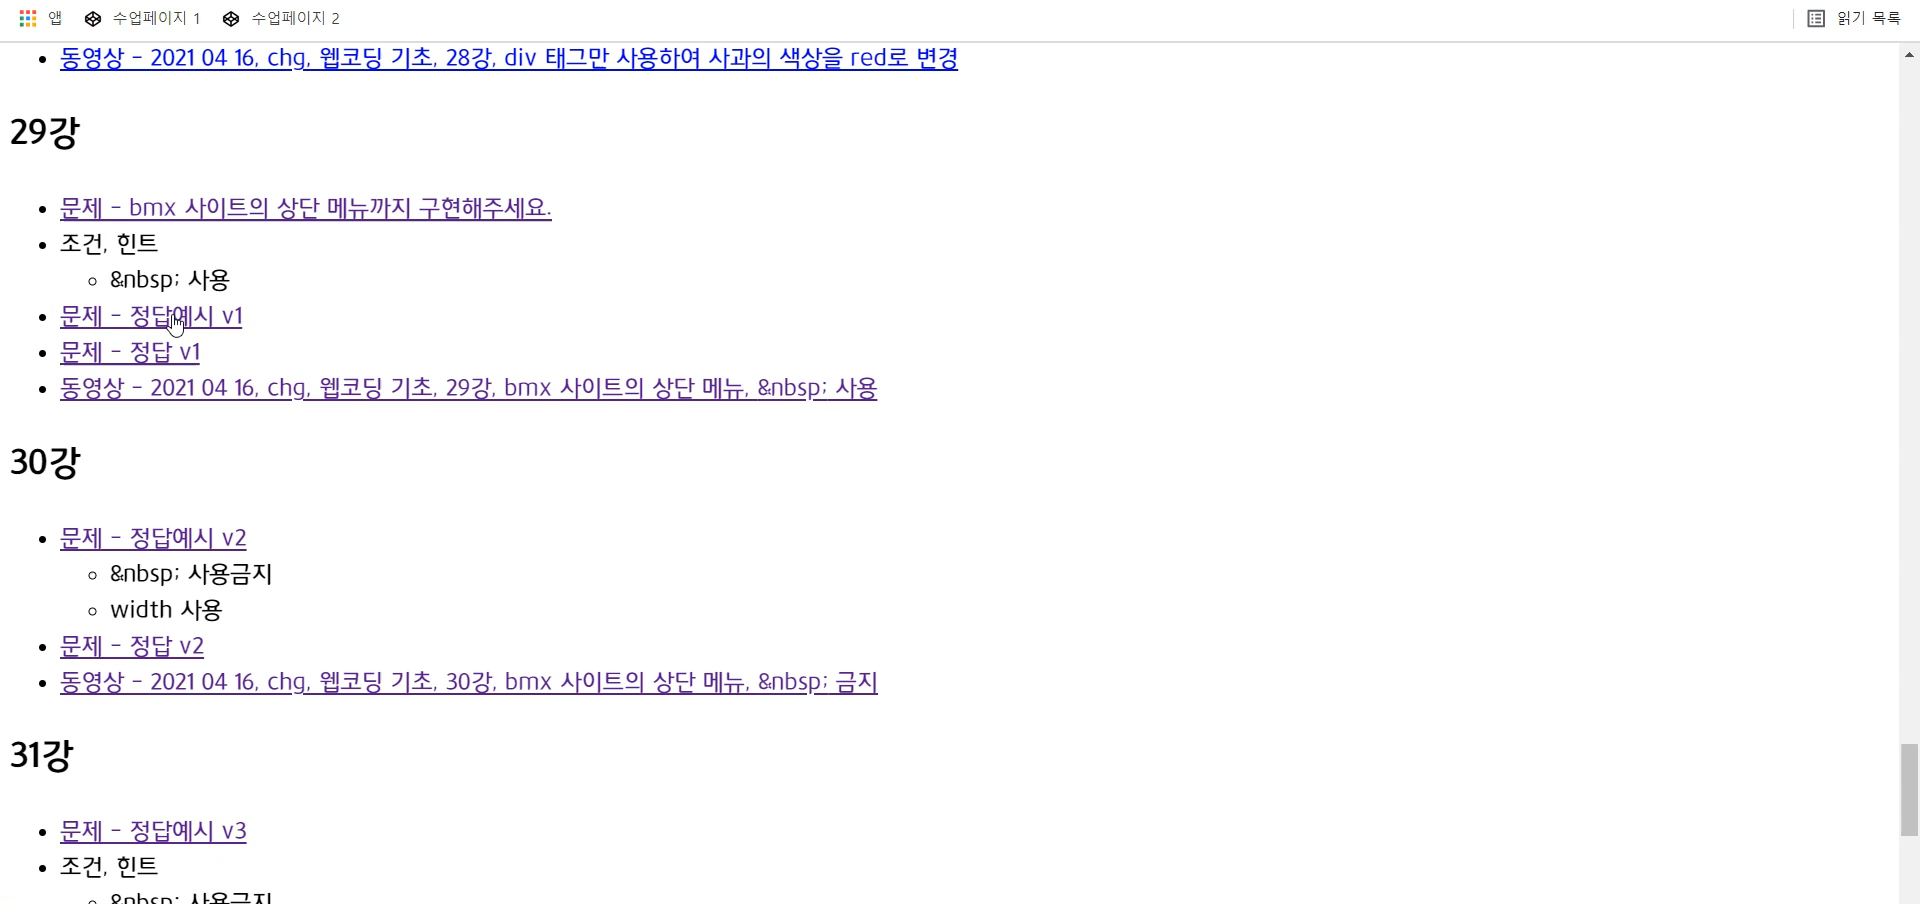 앱 수업페이지 1 수업페이지 2 읽기 목록
동영상 - 2021 04 16, chg, 웹코딩 기초, 28강, div 태그만 사용하여 사과의 색상을 red로 변경
29강
문제 - bmx 사이트의 상단 메뉴까지 구현해주세요.
조건, 힌트
&nbsp; 사용
문제 - 정답예시 v1
문제 - 정답 v1
동영상 - 2021 04 16, chg, 웹코딩 기초, 29강, bmx 사이트의 상단 메뉴, &nbsp; 사용
30강
문제 - 정답예시 v2
&nbsp; 사용금지
width 사용
문제 - 정답 v2
동영상 - 2021 04 16, chg, 웹코딩 기초, 30강, bmx 사이트의 상단 메뉴, &nbsp; 금지
31강
문제 - 정답예시 v3
조건, 힌트
&nbsp; 사용금지